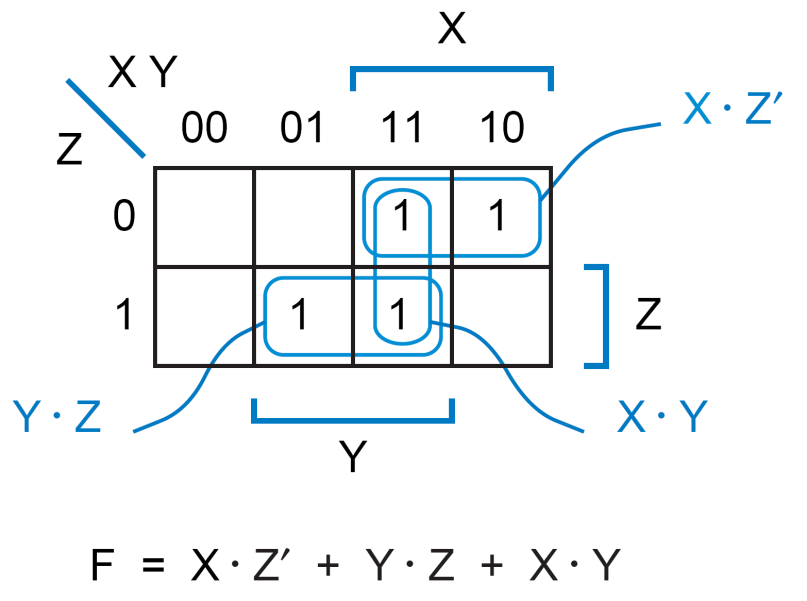 X
X Y
X · Z′
Z
00 01 11 10
0 1 1
1 1 1
Z
Y · Z
X · Y
Y
F = X · Z′ + Y · Z + X · Y